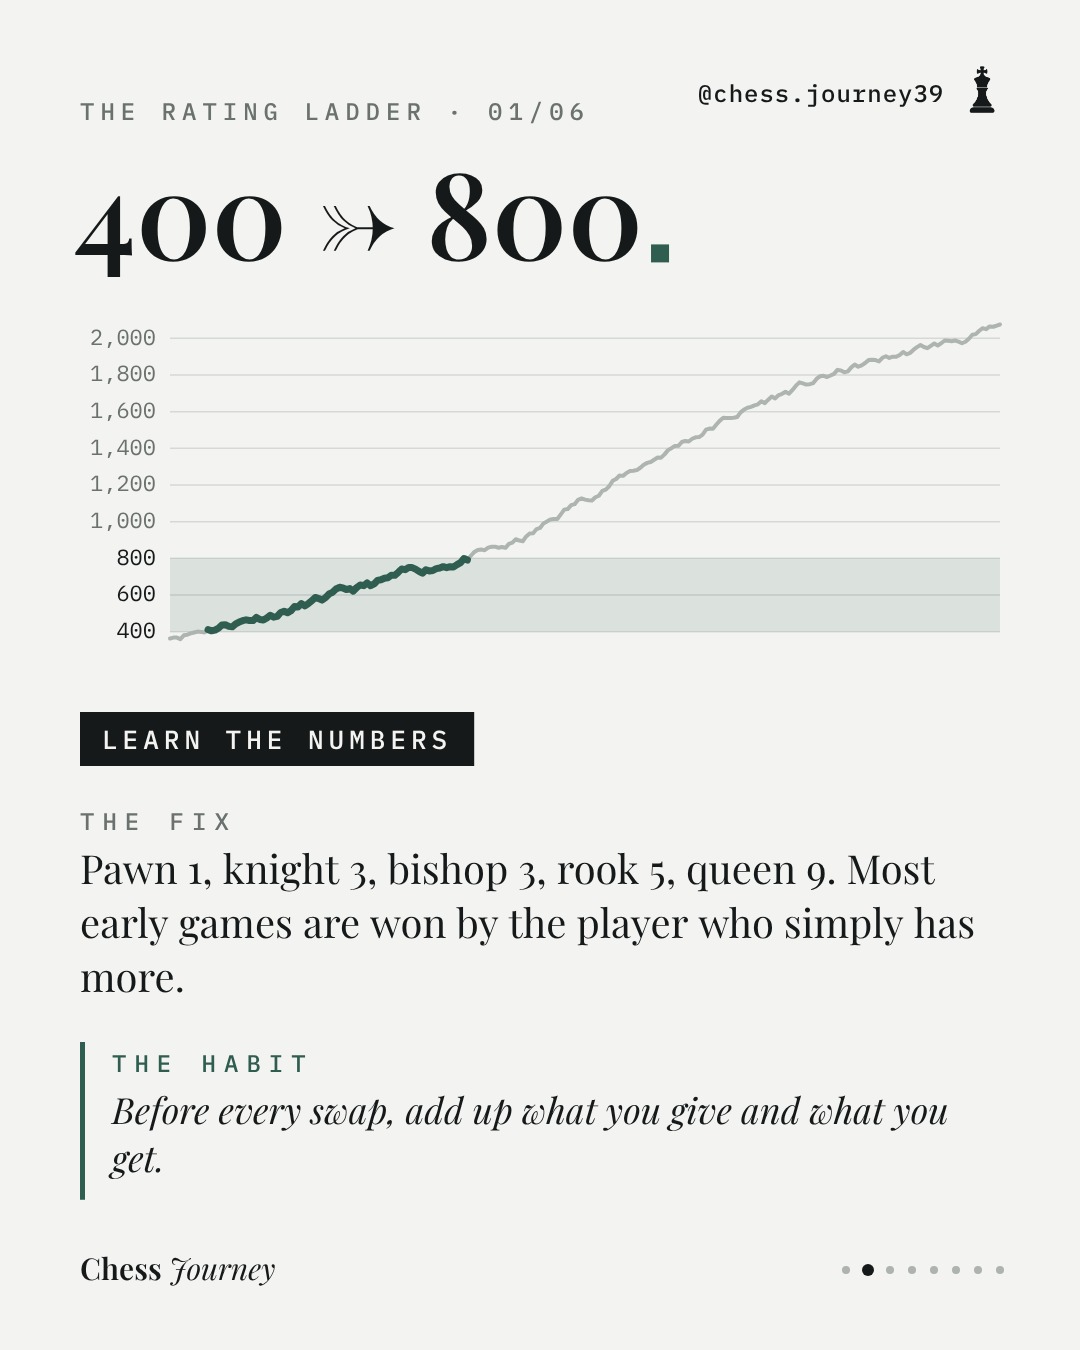 THE RATING LADDER · 01/06
@chess.journey39
400 ➳ 800.
2,000
1,800
1,600
1,400
1,200
1,000
800
600
400
LEARN THE NUMBERS
THE FIX
Pawn 1, knight 3, bishop 3, rook 5, queen 9. Most
early games are won by the player who simply has
more.
THE HABIT
Before every swap, add up what you give and what you
get.
Chess Journey